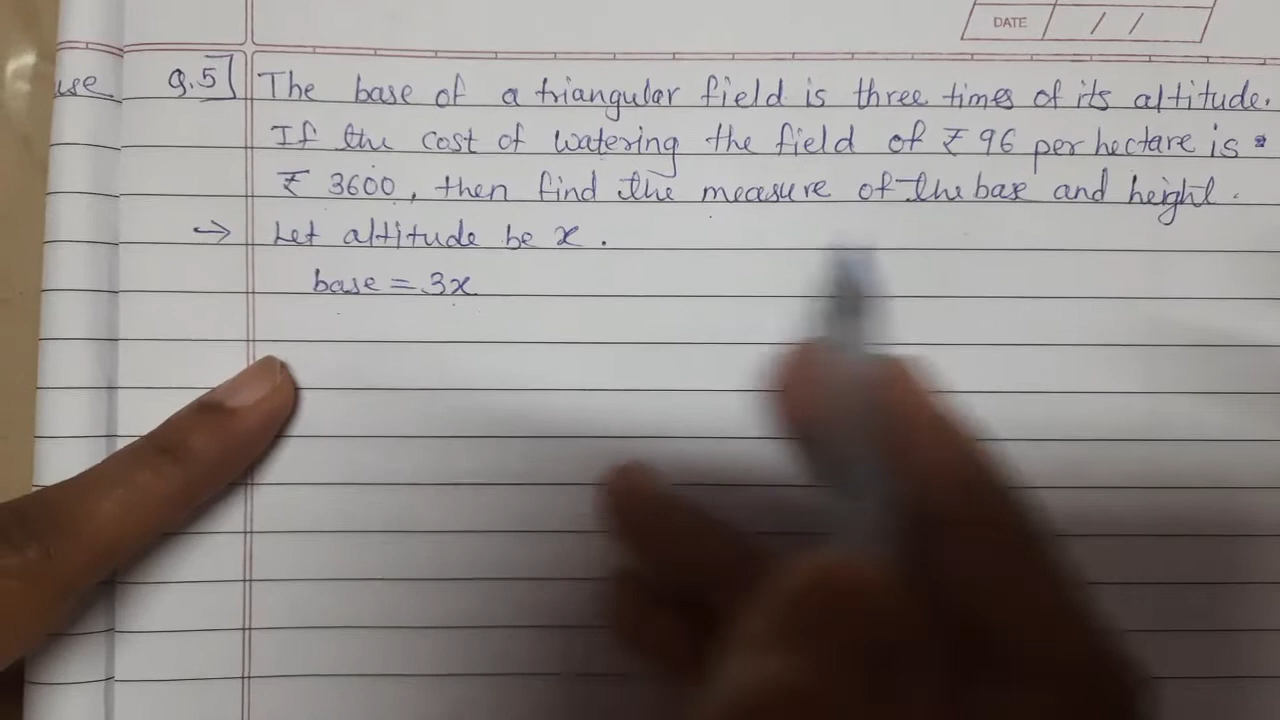 DATE / /
use Q.5] The base of a triangular field is three times of its altitude.
If the cost of watering the field of ₹ 96 per hectare is
₹ 3600, then find the measure of the base and height.
→ Let altitude be x.
base = 3x